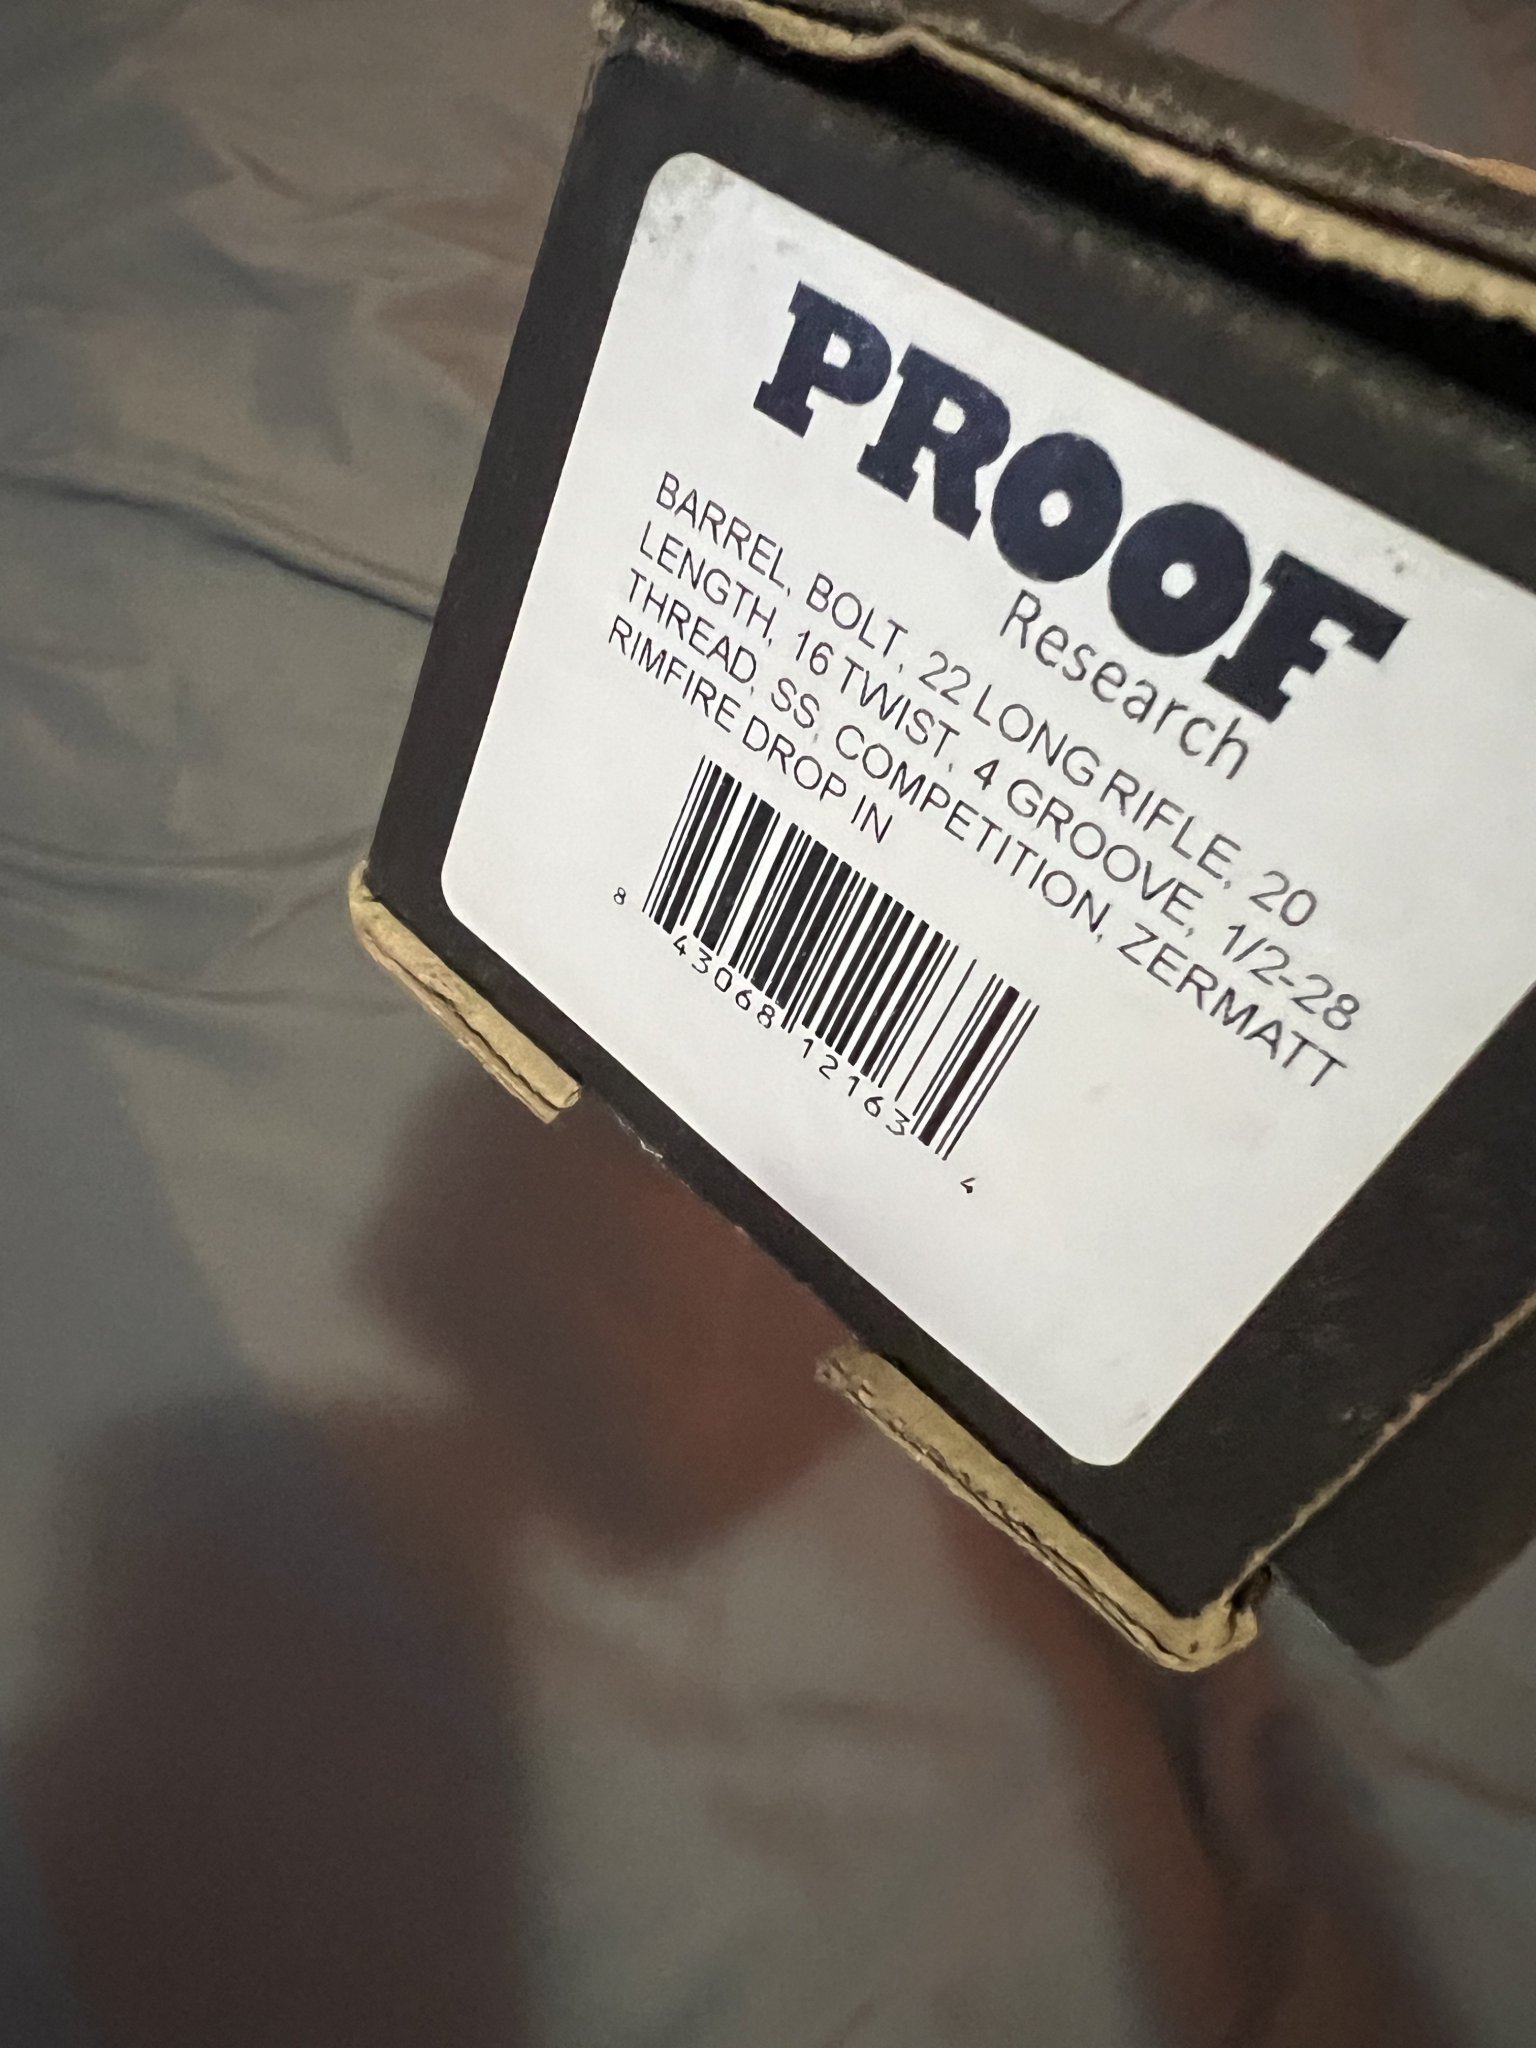 PROOF
Research
BARREL, BOLT, 22 LONG RIFLE, 20
LENGTH, 16 TWIST, 4 GROOVE, 1/2-28
THREAD, SS, COMPETITION, ZERMATT
RIMFIRE DROP IN
8 43068 12163 4